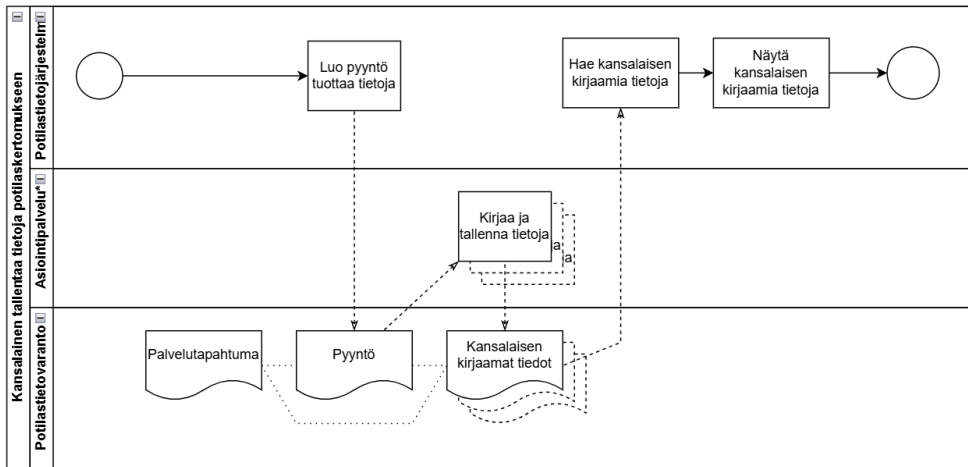 Kansalainen tallentaa tietoja potilaskertomukseen
Potilastietojärjestelm
Luo pyyntö
tuottaa tietoja
Hae kansalaisen
kirjaamia tietoja
Näytä
kansalaisen
kirjaamia tietoja
Asiointipalvelu*
Kirjaa ja
tallenna tietoja
a
a
Potilastietovaranto
Palvelutapahtuma
Pyyntö
Kansalaisen
kirjaamat tiedot